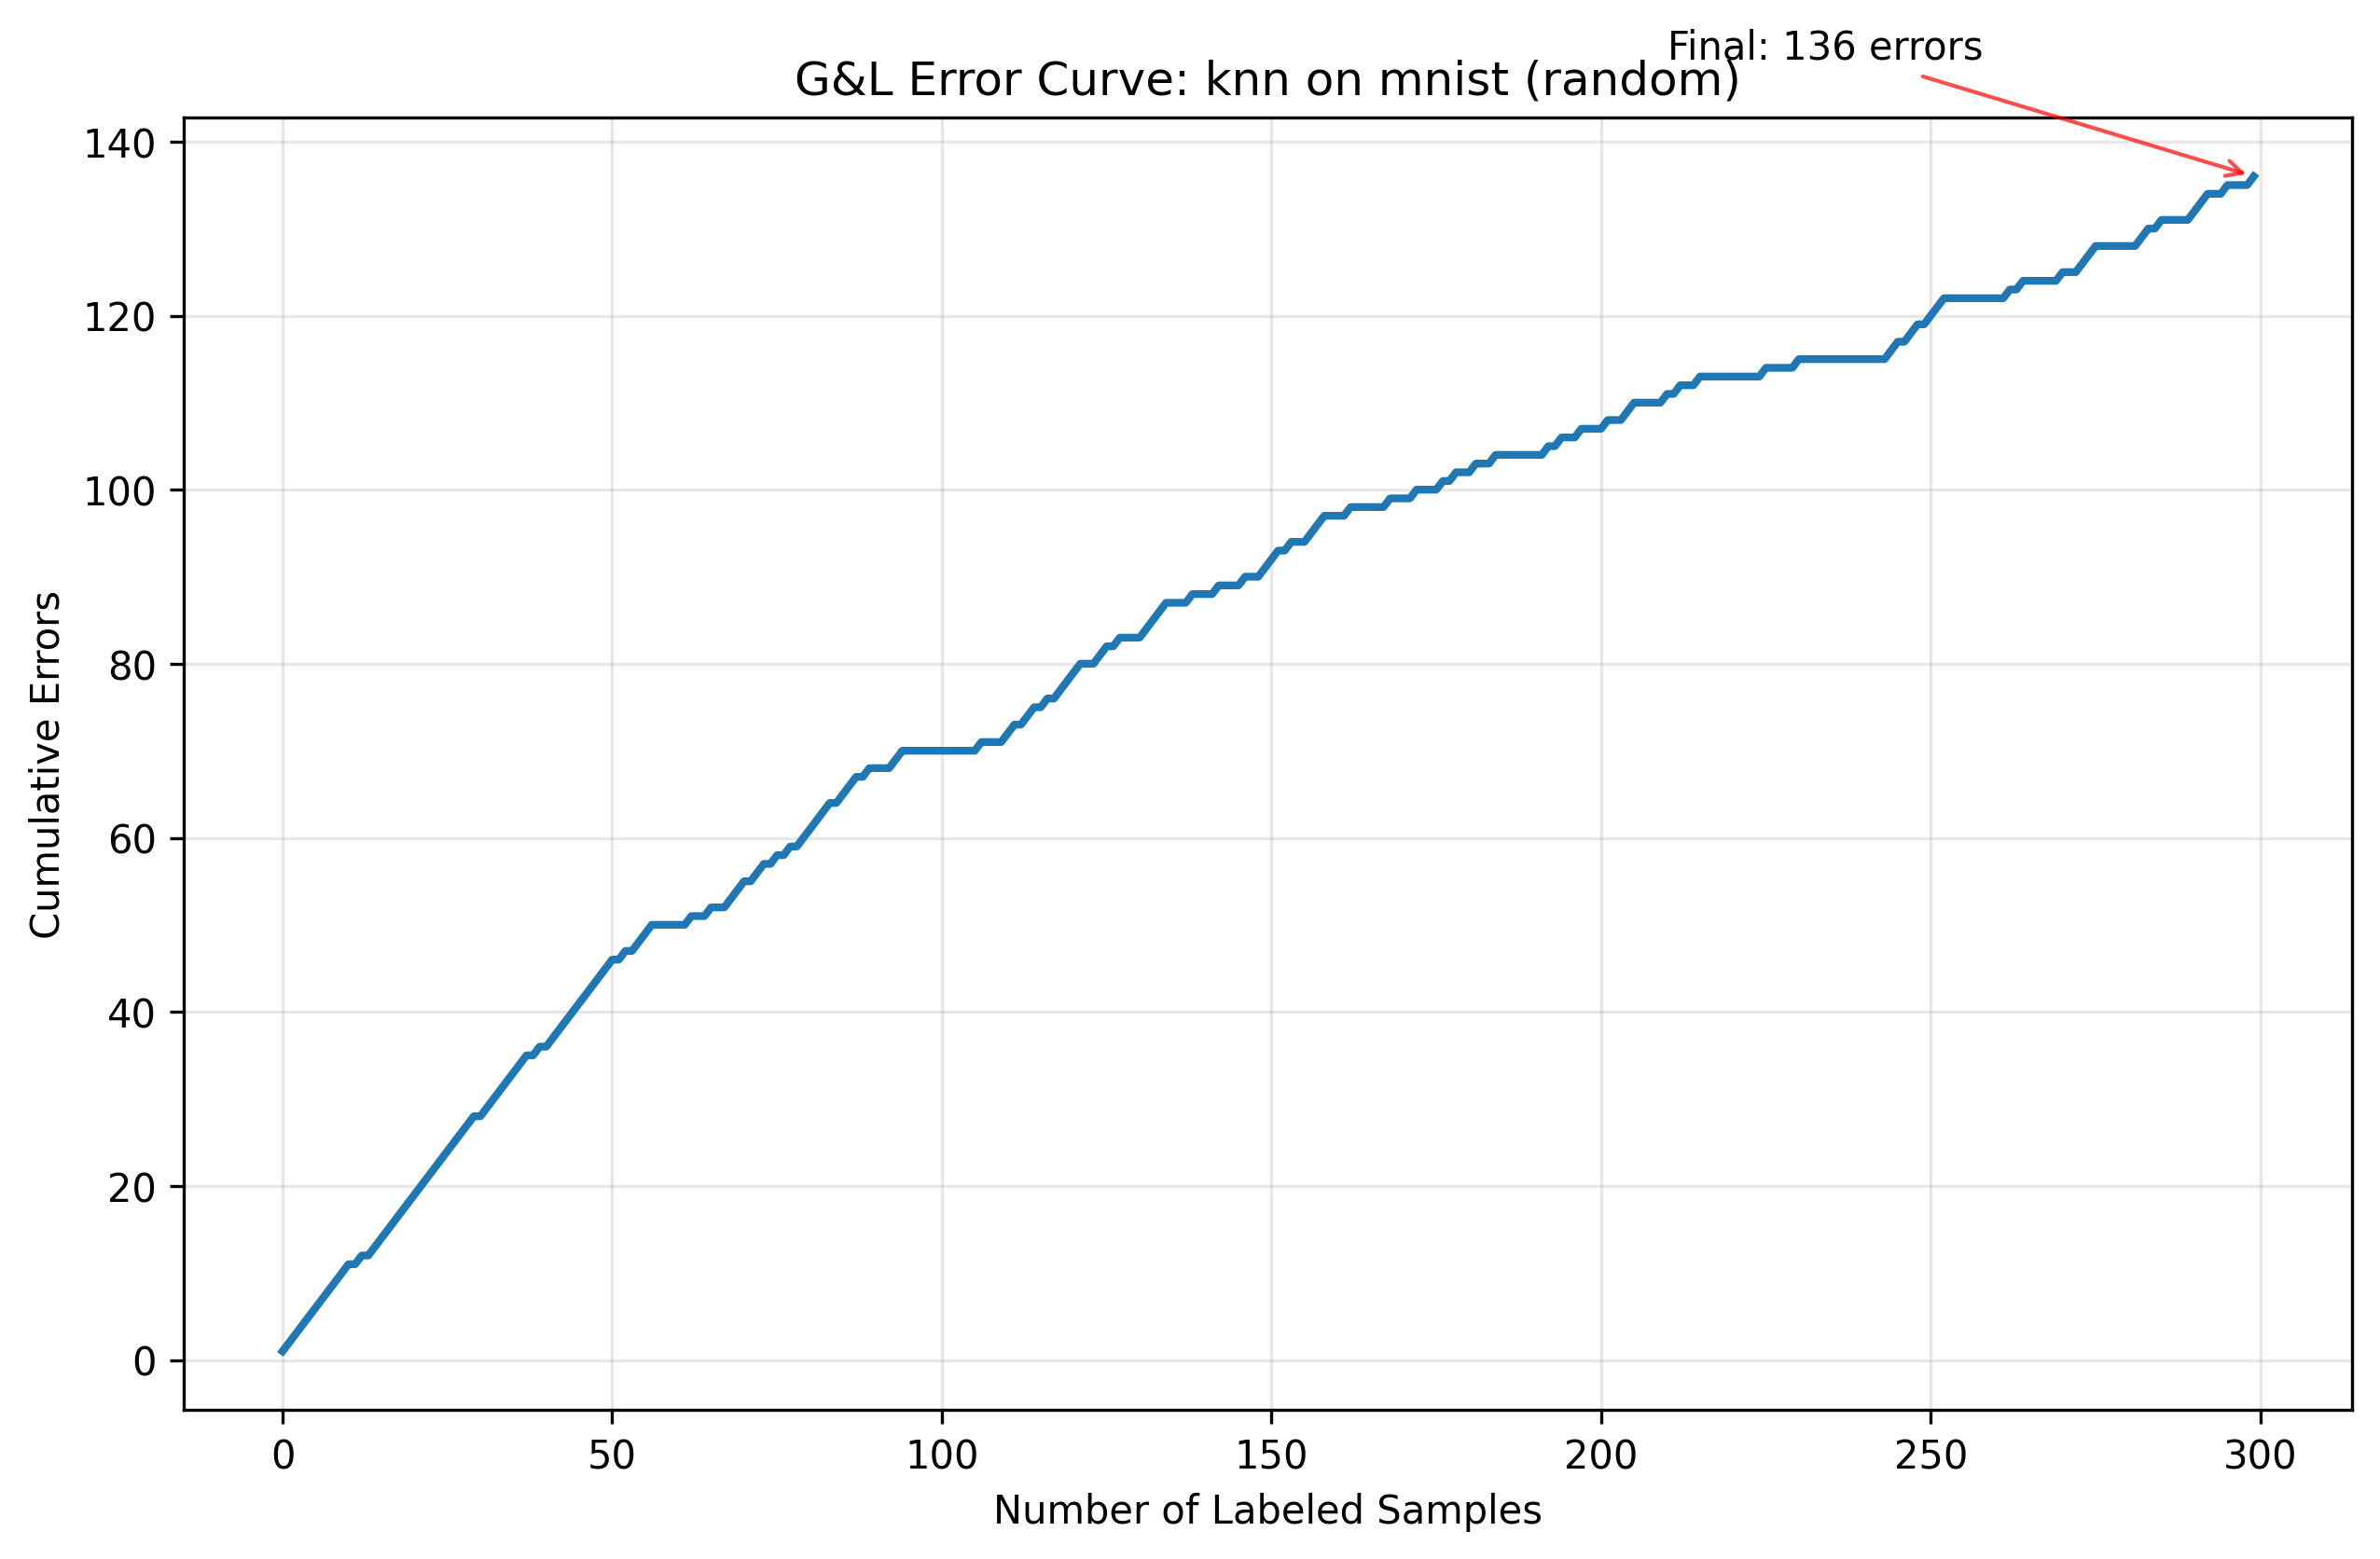 Final: 136 errors
G&L Error Curve: knn on mnist (random)
140
120
100
80
60
40
20
0
Cumulative Errors
0 50 100 150 200 250 300
Number of Labeled Samples